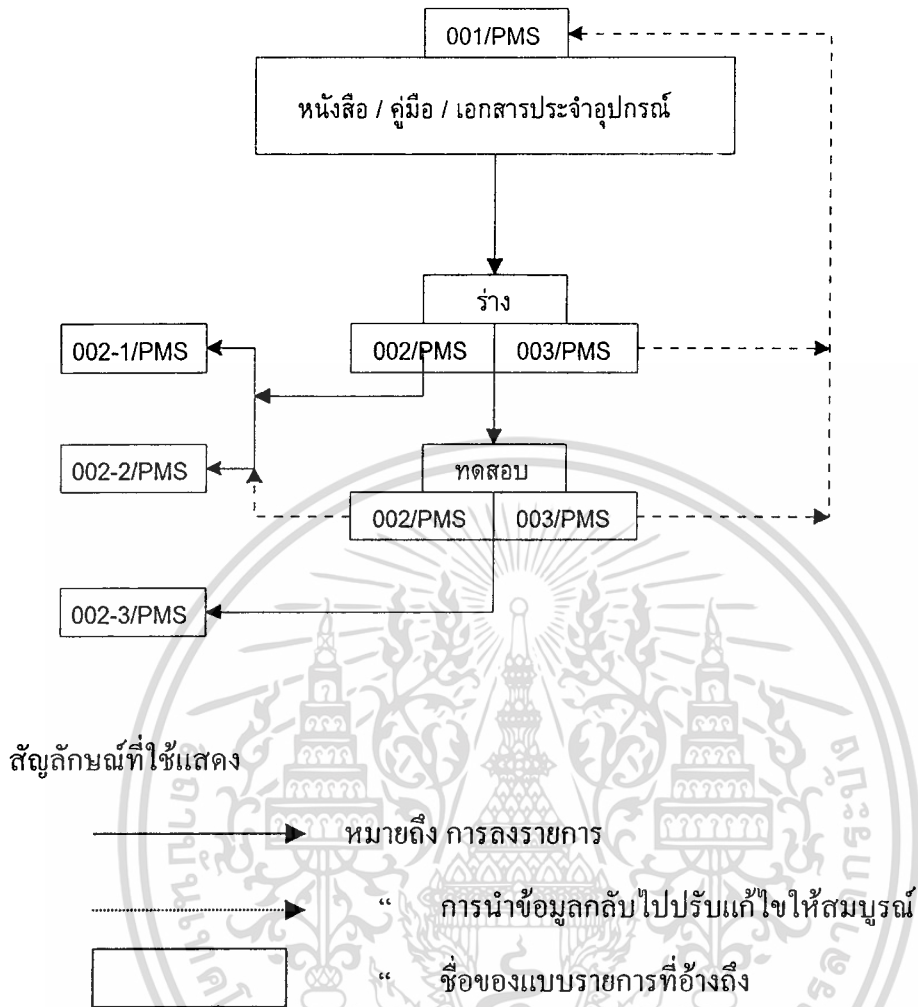 001/PMS
หนังสือ / คู่มือ / เอกสารประจำอุปกรณ์
ร่าง
002-1/PMS
002/PMS
003/PMS
002-2/PMS
ทดสอบ
002/PMS
003/PMS
002-3/PMS
สัญลักษณ์ที่ใช้แสดง
หมายถึง การลงรายการ
“ การนำข้อมูลกลับไปปรับแก้ไขให้สมบูรณ์
“ ชื่อของแบบรายการที่อ้างถึง